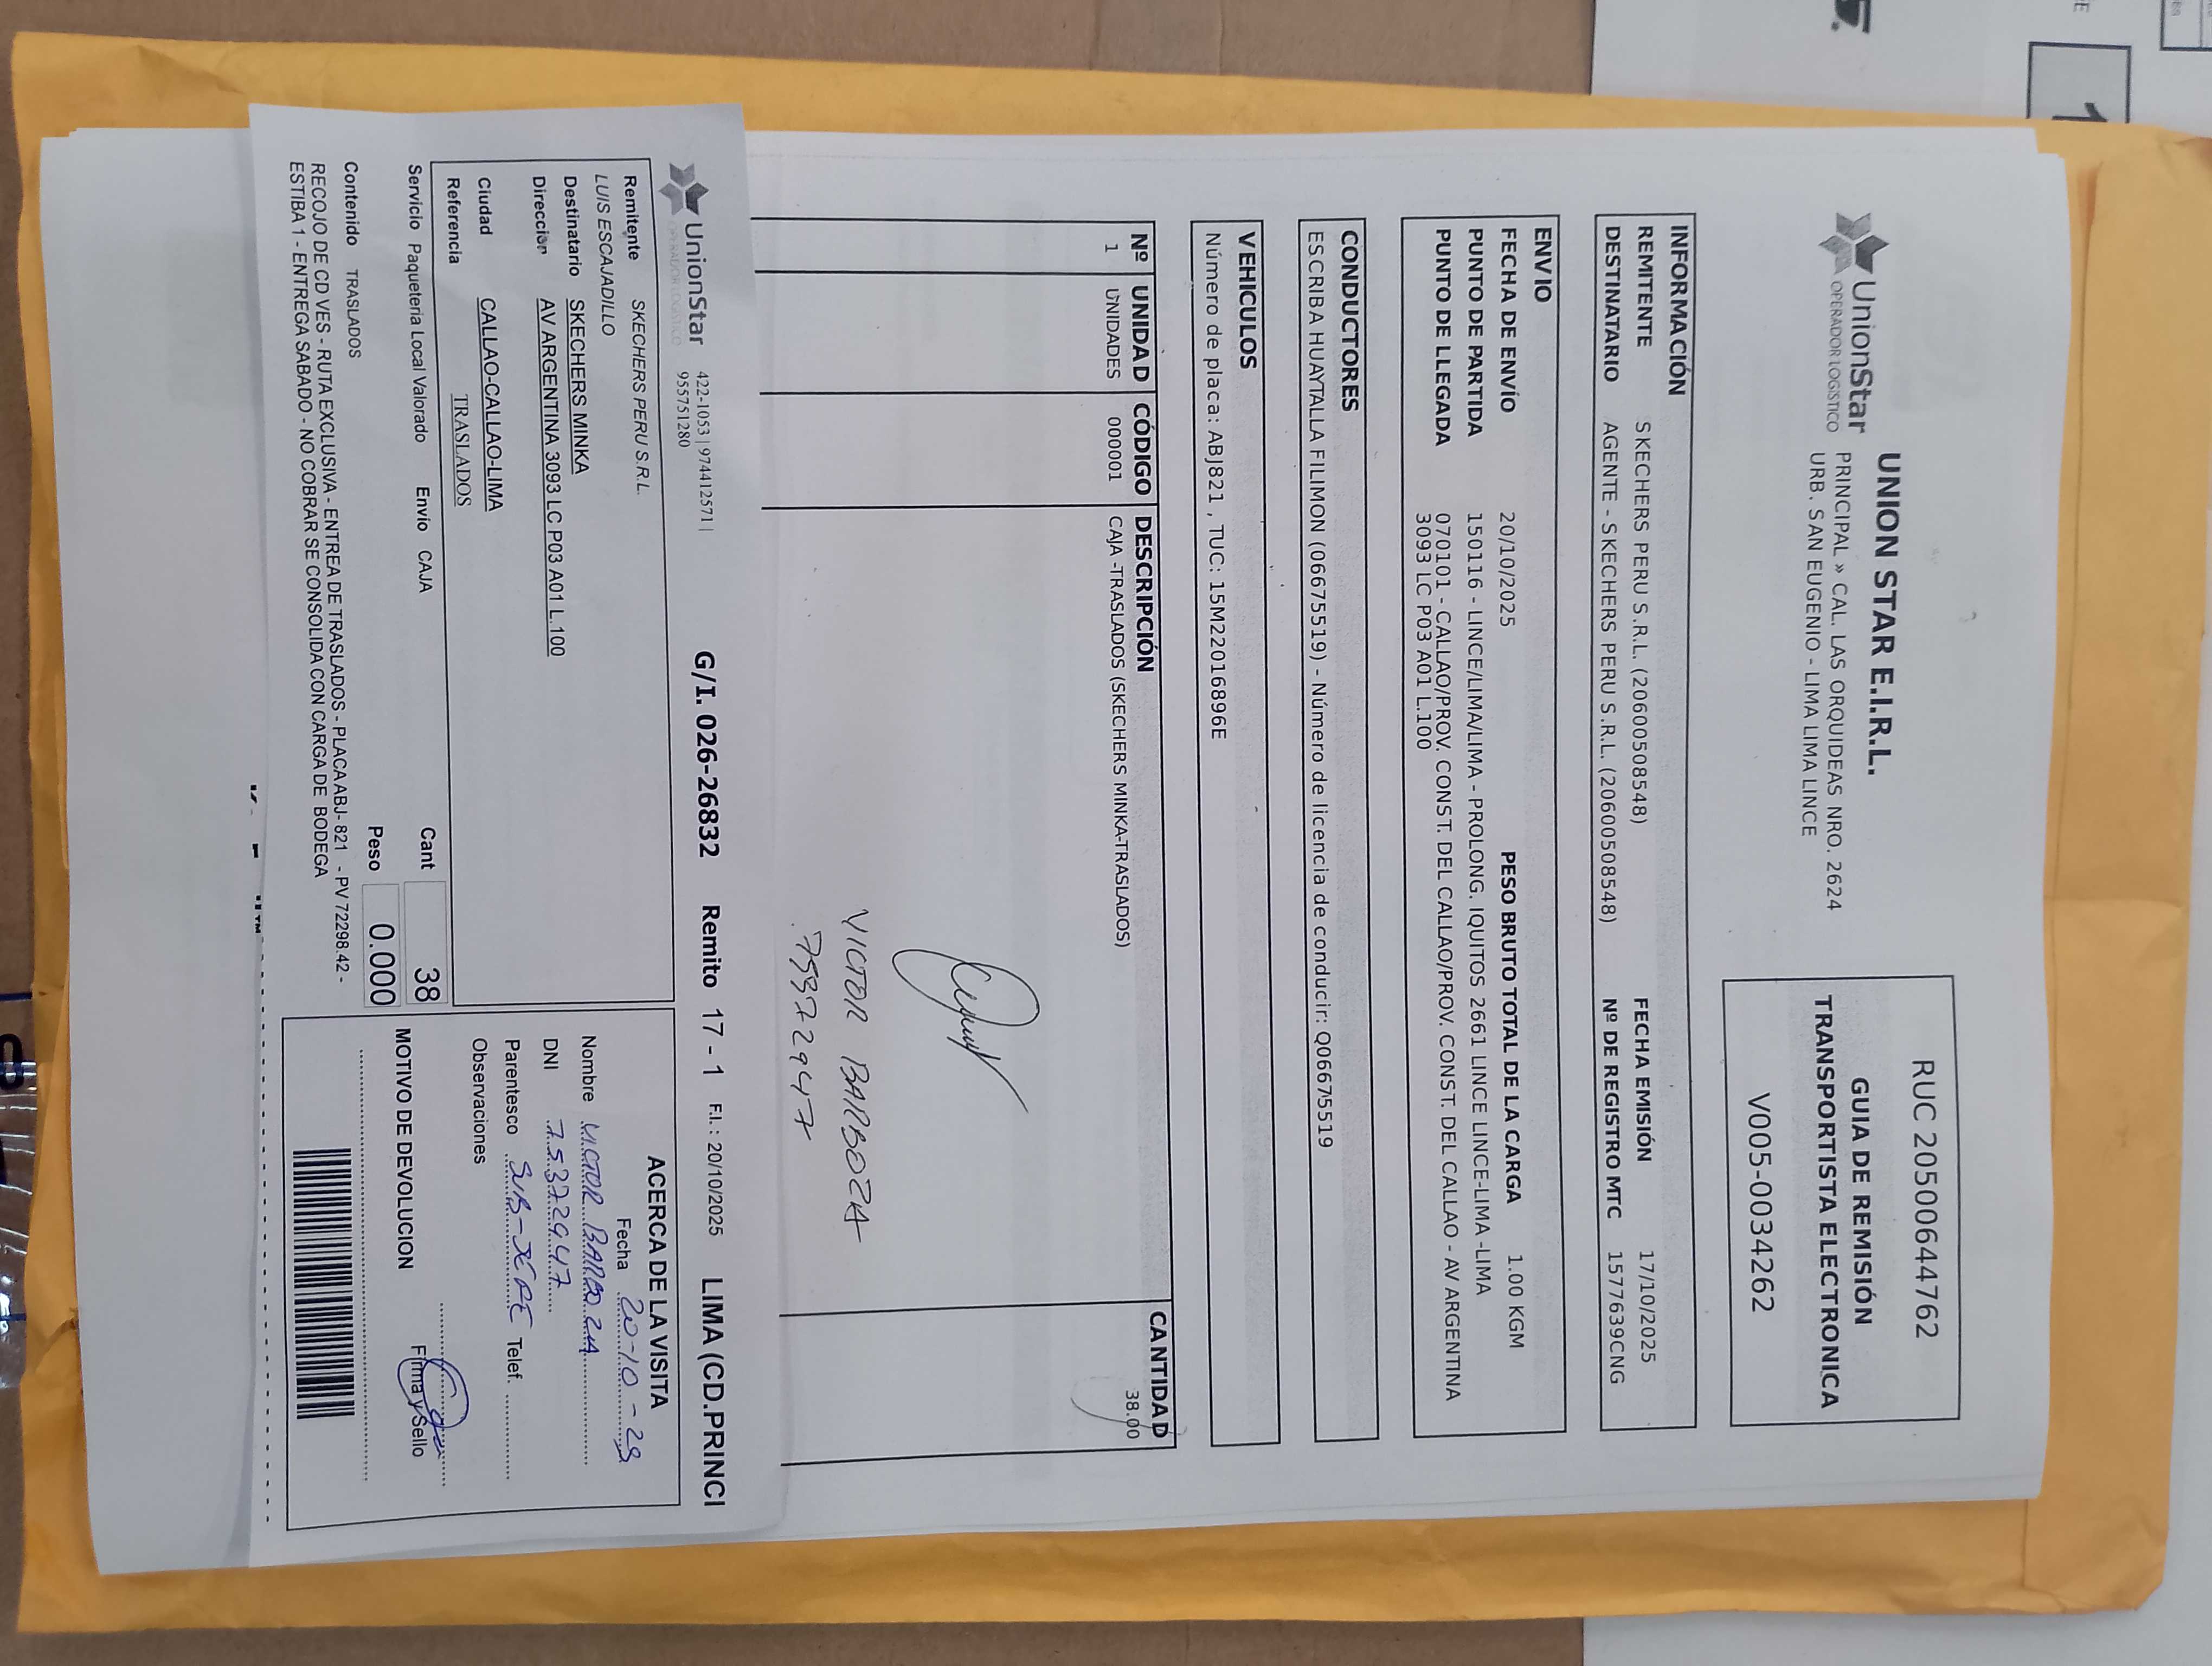 UnionStar
OPERADOR LOGISTICO
UNION STAR E.I.R.L.
PRINCIPAL » CAL. LAS ORQUIDEAS NRO. 2624
URB. SAN EUGENIO - LIMA LIMA LINCE
RUC 20500644762
GUIA DE REMISIÓN
TRANSPORTISTA ELECTRONICA
V005-0034262
INFORMACIÓN
REMITENTE SKECHERS PERU S.R.L. (20600508548) FECHA EMISIÓN 17/10/2025
DESTINATARIO AGENTE - SKECHERS PERU S.R.L. (20600508548) Nº DE REGISTRO MTC 1577639CNG
ENVIO
FECHA DE ENVÍO 20/10/2025 PESO BRUTO TOTAL DE LA CARGA 1.00 KGM
PUNTO DE PARTIDA 150116 - LINCE/LIMA/LIMA - PROLONG. IQUITOS 2661 LINCE LINCE-LIMA -LIMA
PUNTO DE LLEGADA 070101 - CALLAO/PROV. CONST. DEL CALLAO/PROV. CONST. DEL CALLAO - AV ARGENTINA
3093 LC P03 A01 L.100
CONDUCTORES
ESCRIBA HUAYTALLA FILIMON (06675519) - Número de licencia de conducir: Q06675519
VEHICULOS
Número de placa: ABJ821 , TUC: 15M22016896E
Nº UNIDAD CÓDIGO DESCRIPCIÓN CANTIDAD
1 UNIDADES 000001 CAJA -TRASLADOS (SKECHERS MINKA-TRASLADOS) 38.00
VICTOR BARBOZA
75372947
UnionStar
OPERADOR LOGISTICO
422-1053 | 974412571 |
955751280
G/I. 026-26832 Remito 17 - 1 F.I.: 20/10/2025 LIMA (CD.PRINCI
Remitente SKECHERS PERU S.R.L.
LUIS ESCAJADILLO
Destinatario SKECHERS MINKA
Dirección AV ARGENTINA 3093 LC P03 A01 L.100
Ciudad CALLAO-CALLAO-LIMA
Referencia TRASLADOS
Servicio Paqueteria Local Valorado Envio CAJA Cant 38
Peso 0.000
Contenido TRASLADOS
RECOJO DE CD VES - RUTA EXCLUSIVA - ENTREA DE TRASLADOS - PLACA ABJ- 821 - PV 72298.42 -
ESTIBA 1 - ENTREGA SABADO - NO COBRAR SE CONSOLIDA CON CARGA DE BODEGA
ACERCA DE LA VISITA
Fecha 20-10-25
Nombre VICTOR BARBOZA
DNI 75372947
Parentesco SUB-JEFE Telef.
Observaciones
MOTIVO DE DEVOLUCION
Firma y Sello